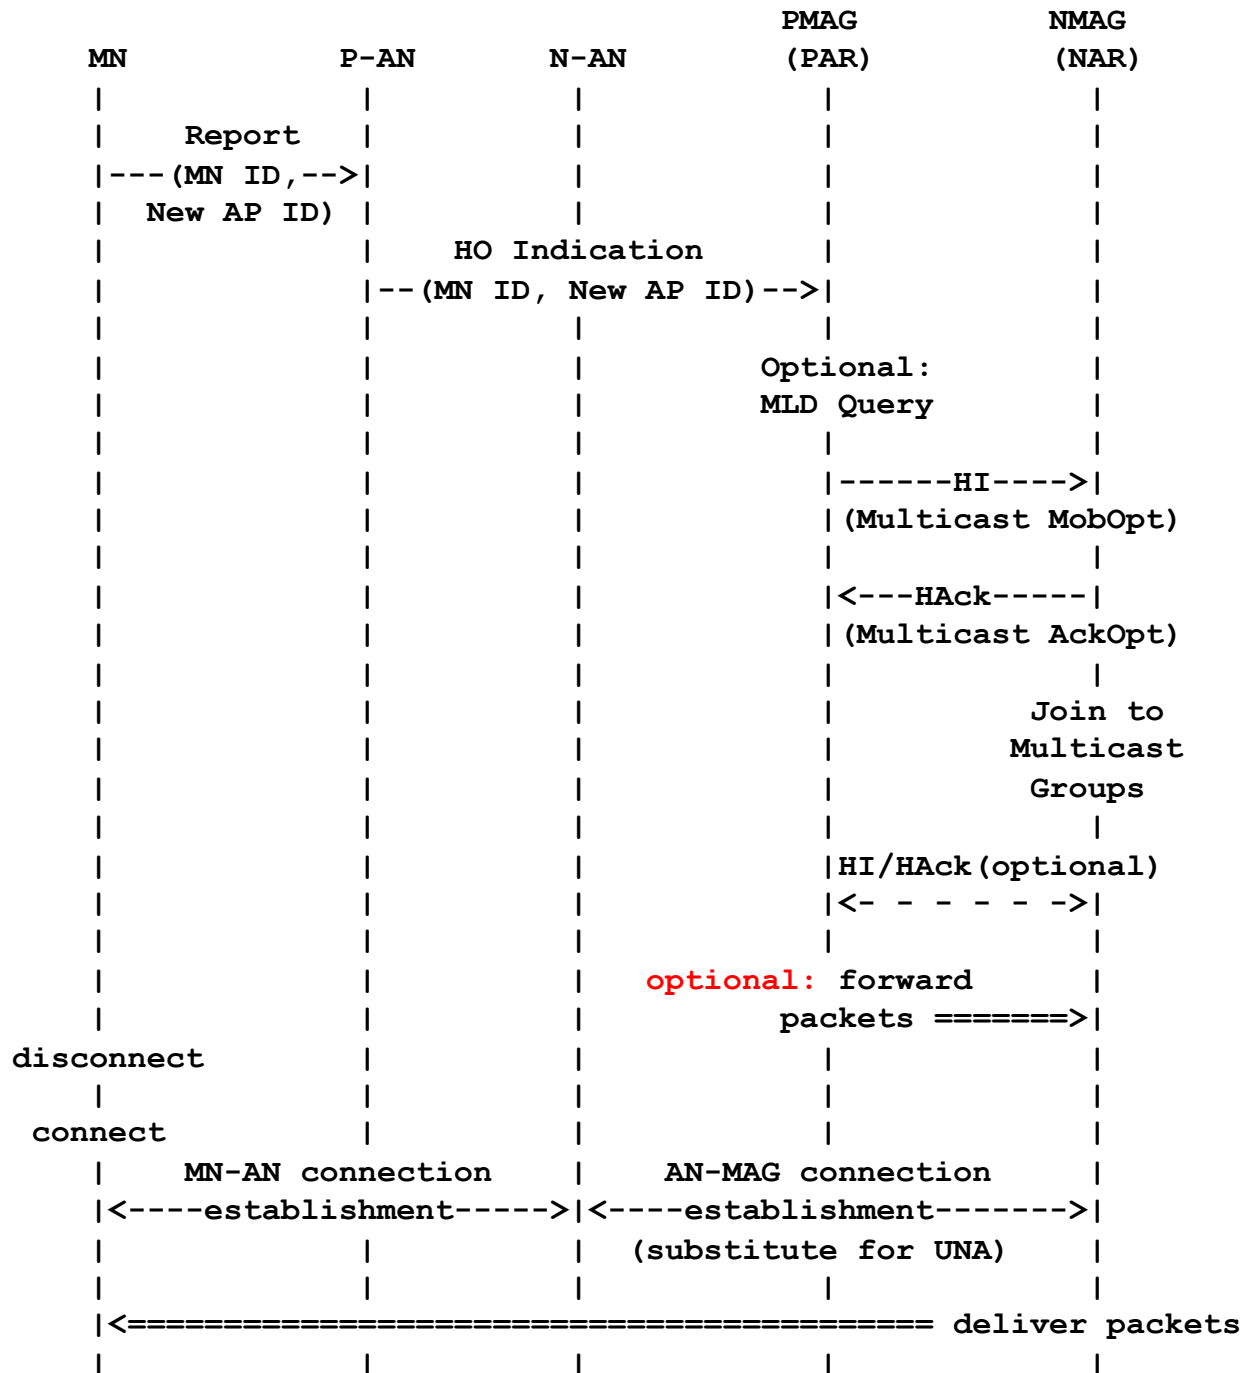 PMAG NMAG
MN P-AN N-AN (PAR) (NAR)
| | | | |
| Report | | | |
|---(MN ID,-->| | | |
| New AP ID) | | | |
| | HO Indication | |
| |--(MN ID, New AP ID)-->| |
| | | | |
| | | Optional: |
| | | MLD Query |
| | | | |
| | | |------HI---->|
| | | |(Multicast MobOpt)
| | | | |
| | | |<---HAck-----|
| | | |(Multicast AckOpt)
| | | | |
| | | | Join to
| | | | Multicast
| | | | Groups
| | | | |
| | | |HI/HAck(optional)
| | | |<- - - - - ->|
| | | | |
| | | optional: forward |
| | | packets =======>|
disconnect | | | |
| | | | |
connect | | | |
| MN-AN connection | AN-MAG connection |
|<----establishment----->|<----establishment------->|
| | | (substitute for UNA) |
| | | | |
|<========================================== deliver packets
| | | | |